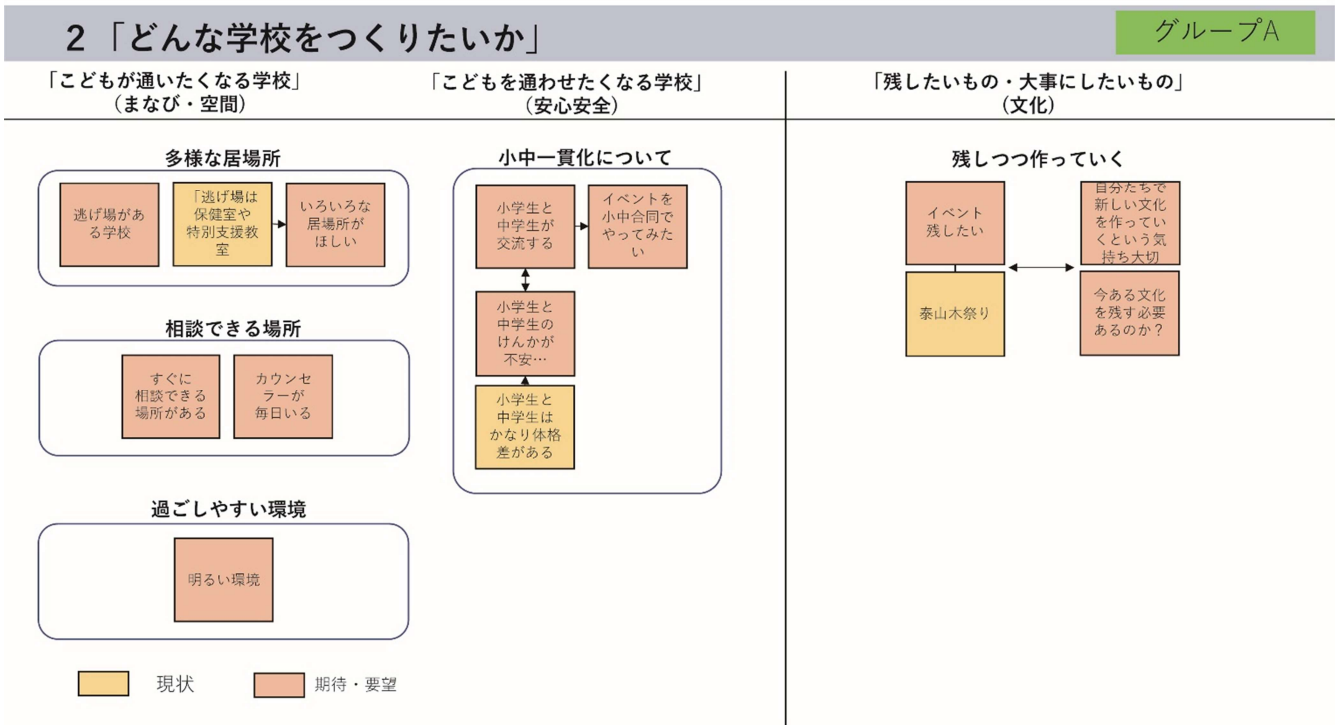 2 「どんな学校をつくりたいか」
グループA
「こどもが通いたくなる学校」
（まなび・空間）
多様な居場所
逃げ場があ
る学校
「逃げ場は
保健室や
特別支援教
室
いろいろな
居場所が
ほしい
相談できる場所
すぐに
相談できる
場所がある
カウンセ
ラーが
毎日いる
過ごしやすい環境
明るい環境
現状
期待・要望
「こどもを通わせたくなる学校」
（安心安全）
小中一貫化について
小学生と
中学生が
交流する
イベントを
小中合同で
やってみた
い
小学生と
中学生の
けんかが
不安…
小学生と
中学生は
かなり体格
差がある
「残したいもの・大事にしたいもの」
（文化）
残しつつ作っていく
イベント
残したい
泰山木祭り
自分たちで
新しい文化
を作ってい
くという気
持ち大切
今ある文化
を残す必要
あるのか？